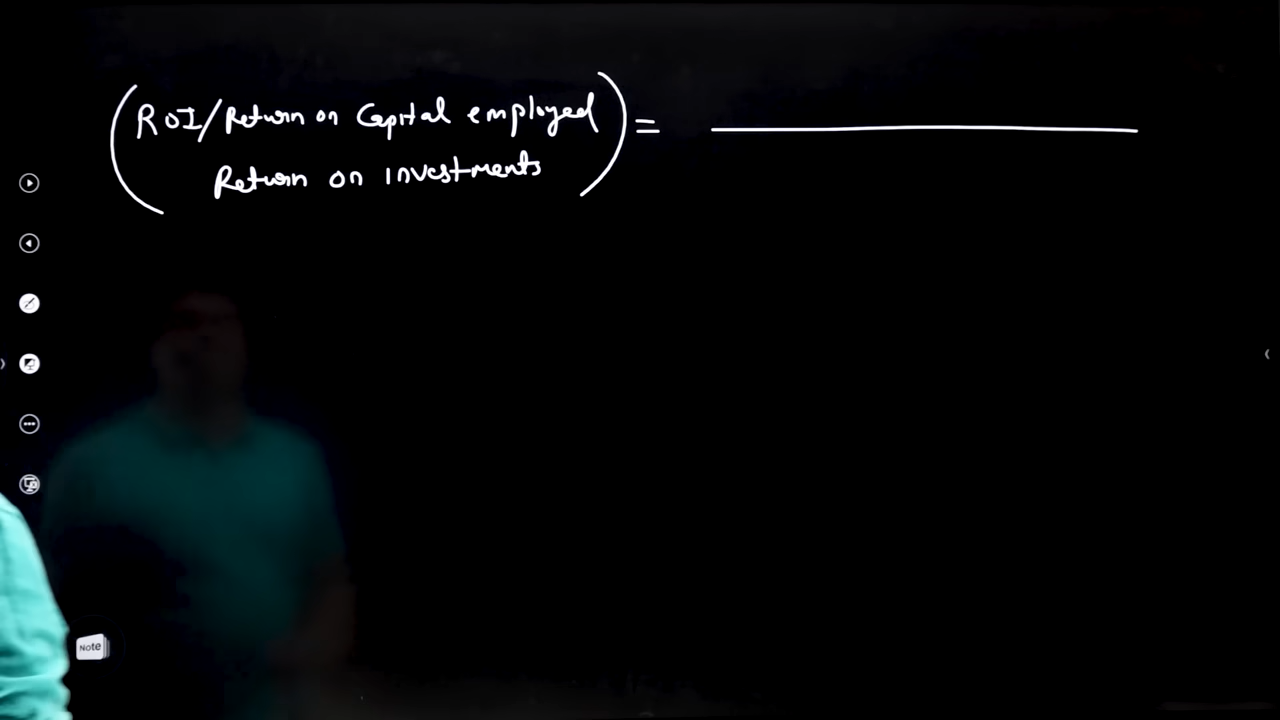 (ROI/Return on Capital employed) =
Return on investments
Note